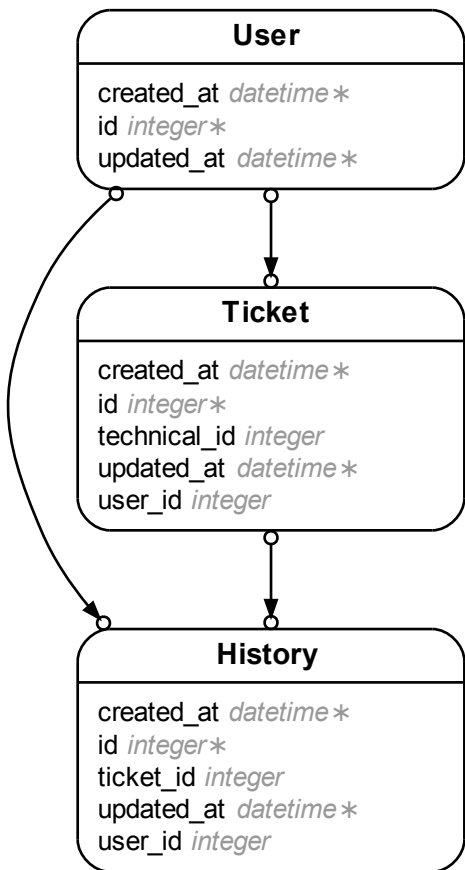 User
created_at datetime∗
id integer∗
updated_at datetime∗
Ticket
created_at datetime∗
id integer∗
technical_id integer
updated_at datetime∗
user_id integer
History
created_at datetime∗
id integer∗
ticket_id integer
updated_at datetime∗
user_id integer